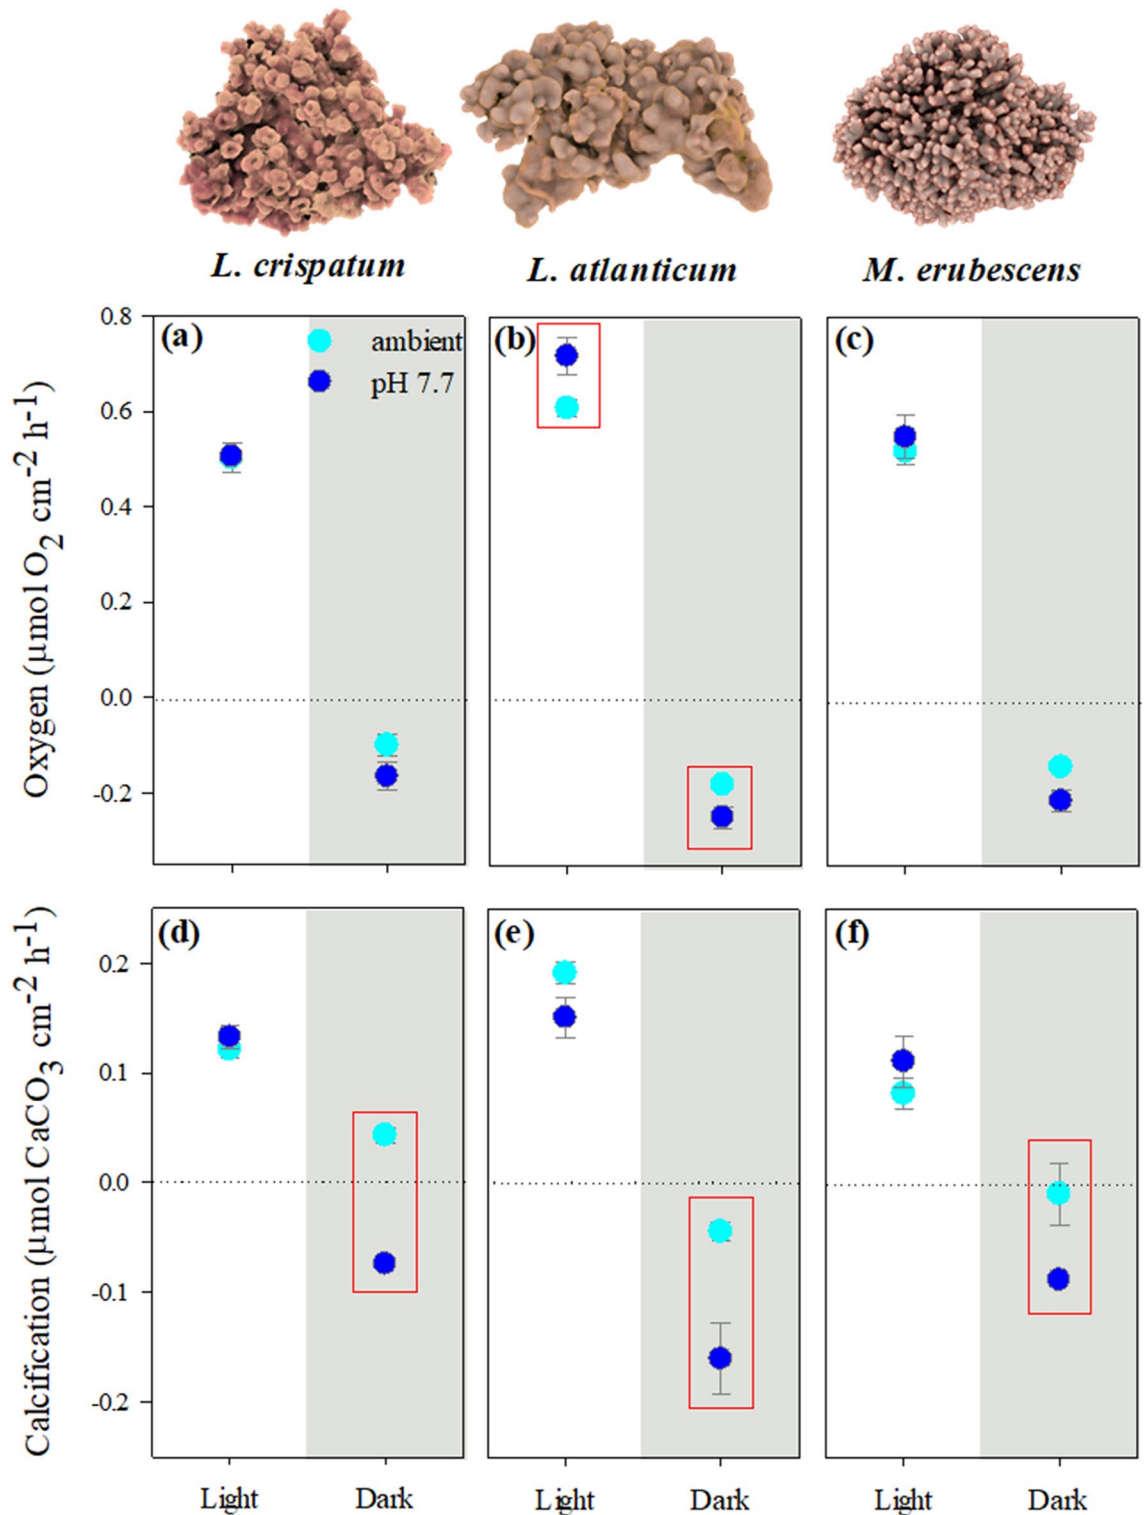 L. crispatum L. atlanticum M. erubescens
Oxygen (µmol O2 cm-2 h-1)
0.8
0.6
0.4
0.2
0.0
-0.2
(a)
ambient
pH 7.7
(b)
(c)
Calcification (µmol CaCO3 cm-2 h-1)
0.2
0.1
0.0
-0.1
-0.2
(d)
(e)
(f)
Light Dark Light Dark Light Dark